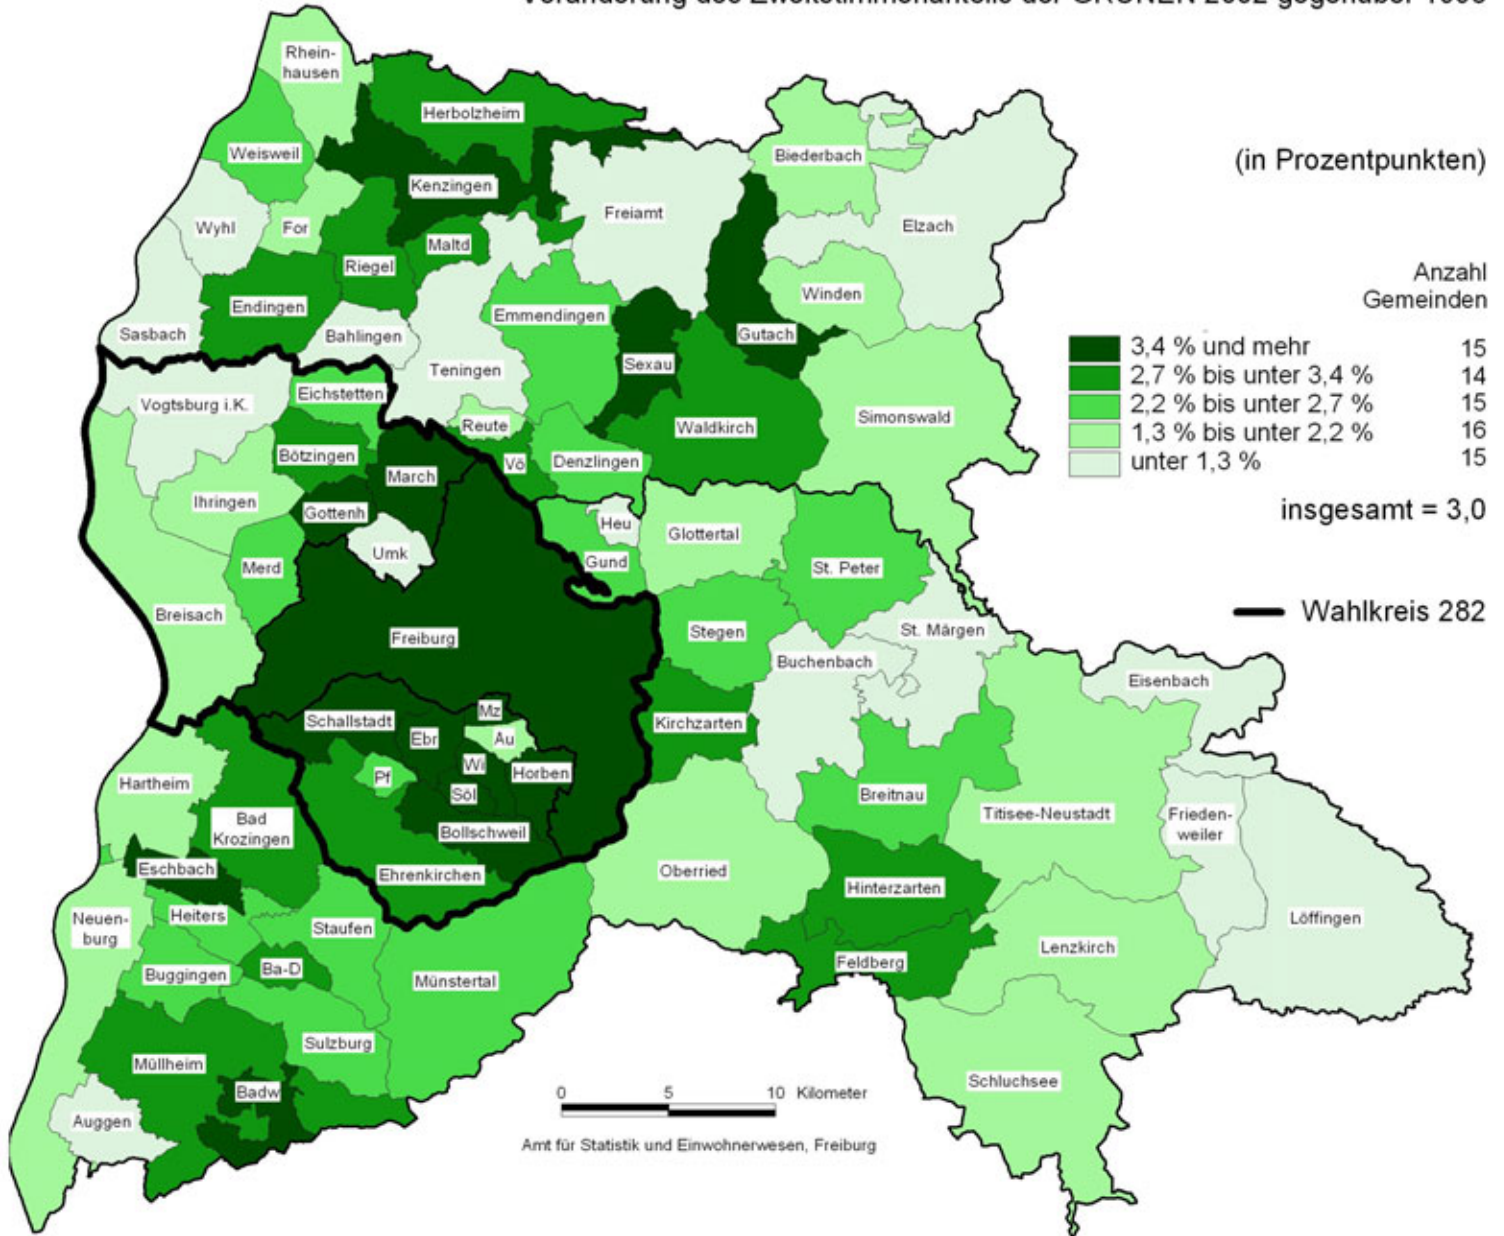 Rhein-
hausen
Herbolzheim
Weisweil
Biederbach
(in Prozentpunkten)
Kenzingen
Freiamt
Wyhl
For
Elzach
Maltd
Riegel
Anzahl
Gemeinden
Winden
Endingen
Emmendingen
Sasbach
Bahlingen
Gutach
3,4 % und mehr 15
Sexau
Teningen
2,7 % bis unter 3,4 % 14
Eichstetten
Vogtsburg i.K.
2,2 % bis unter 2,7 % 15
Reute
Waldkirch
Simonswald
1,3 % bis unter 2,2 % 16
Bötzingen
Vö
Denzlingen
unter 1,3 % 15
March
Ihringen
Gottenh
insgesamt = 3,0
Heu
Glottertal
Umk
Gund
Merd
St. Peter
Breisach
Wahlkreis 282
Freiburg
Stegen
St. Märgen
Buchenbach
Eisenbach
Schallstadt
Mz
Kirchzarten
Ebr
Au
Wi
Horben
Pf
Hartheim
Söl
Breitnau
Titisee-Neustadt
Frieden-
weiler
Bad
Krozingen
Bollschweil
Eschbach
Ehrenkirchen
Oberried
Hinterzarten
Heiters
Neuen-
burg
Staufen
Löffingen
Lenzkirch
Buggingen
Ba-D
Münstertal
Feldberg
Sulzburg
Müllheim
Schluchsee
Badw
0 5 10 Kilometer
Auggen
Amt für Statistik und Einwohnerwesen, Freiburg